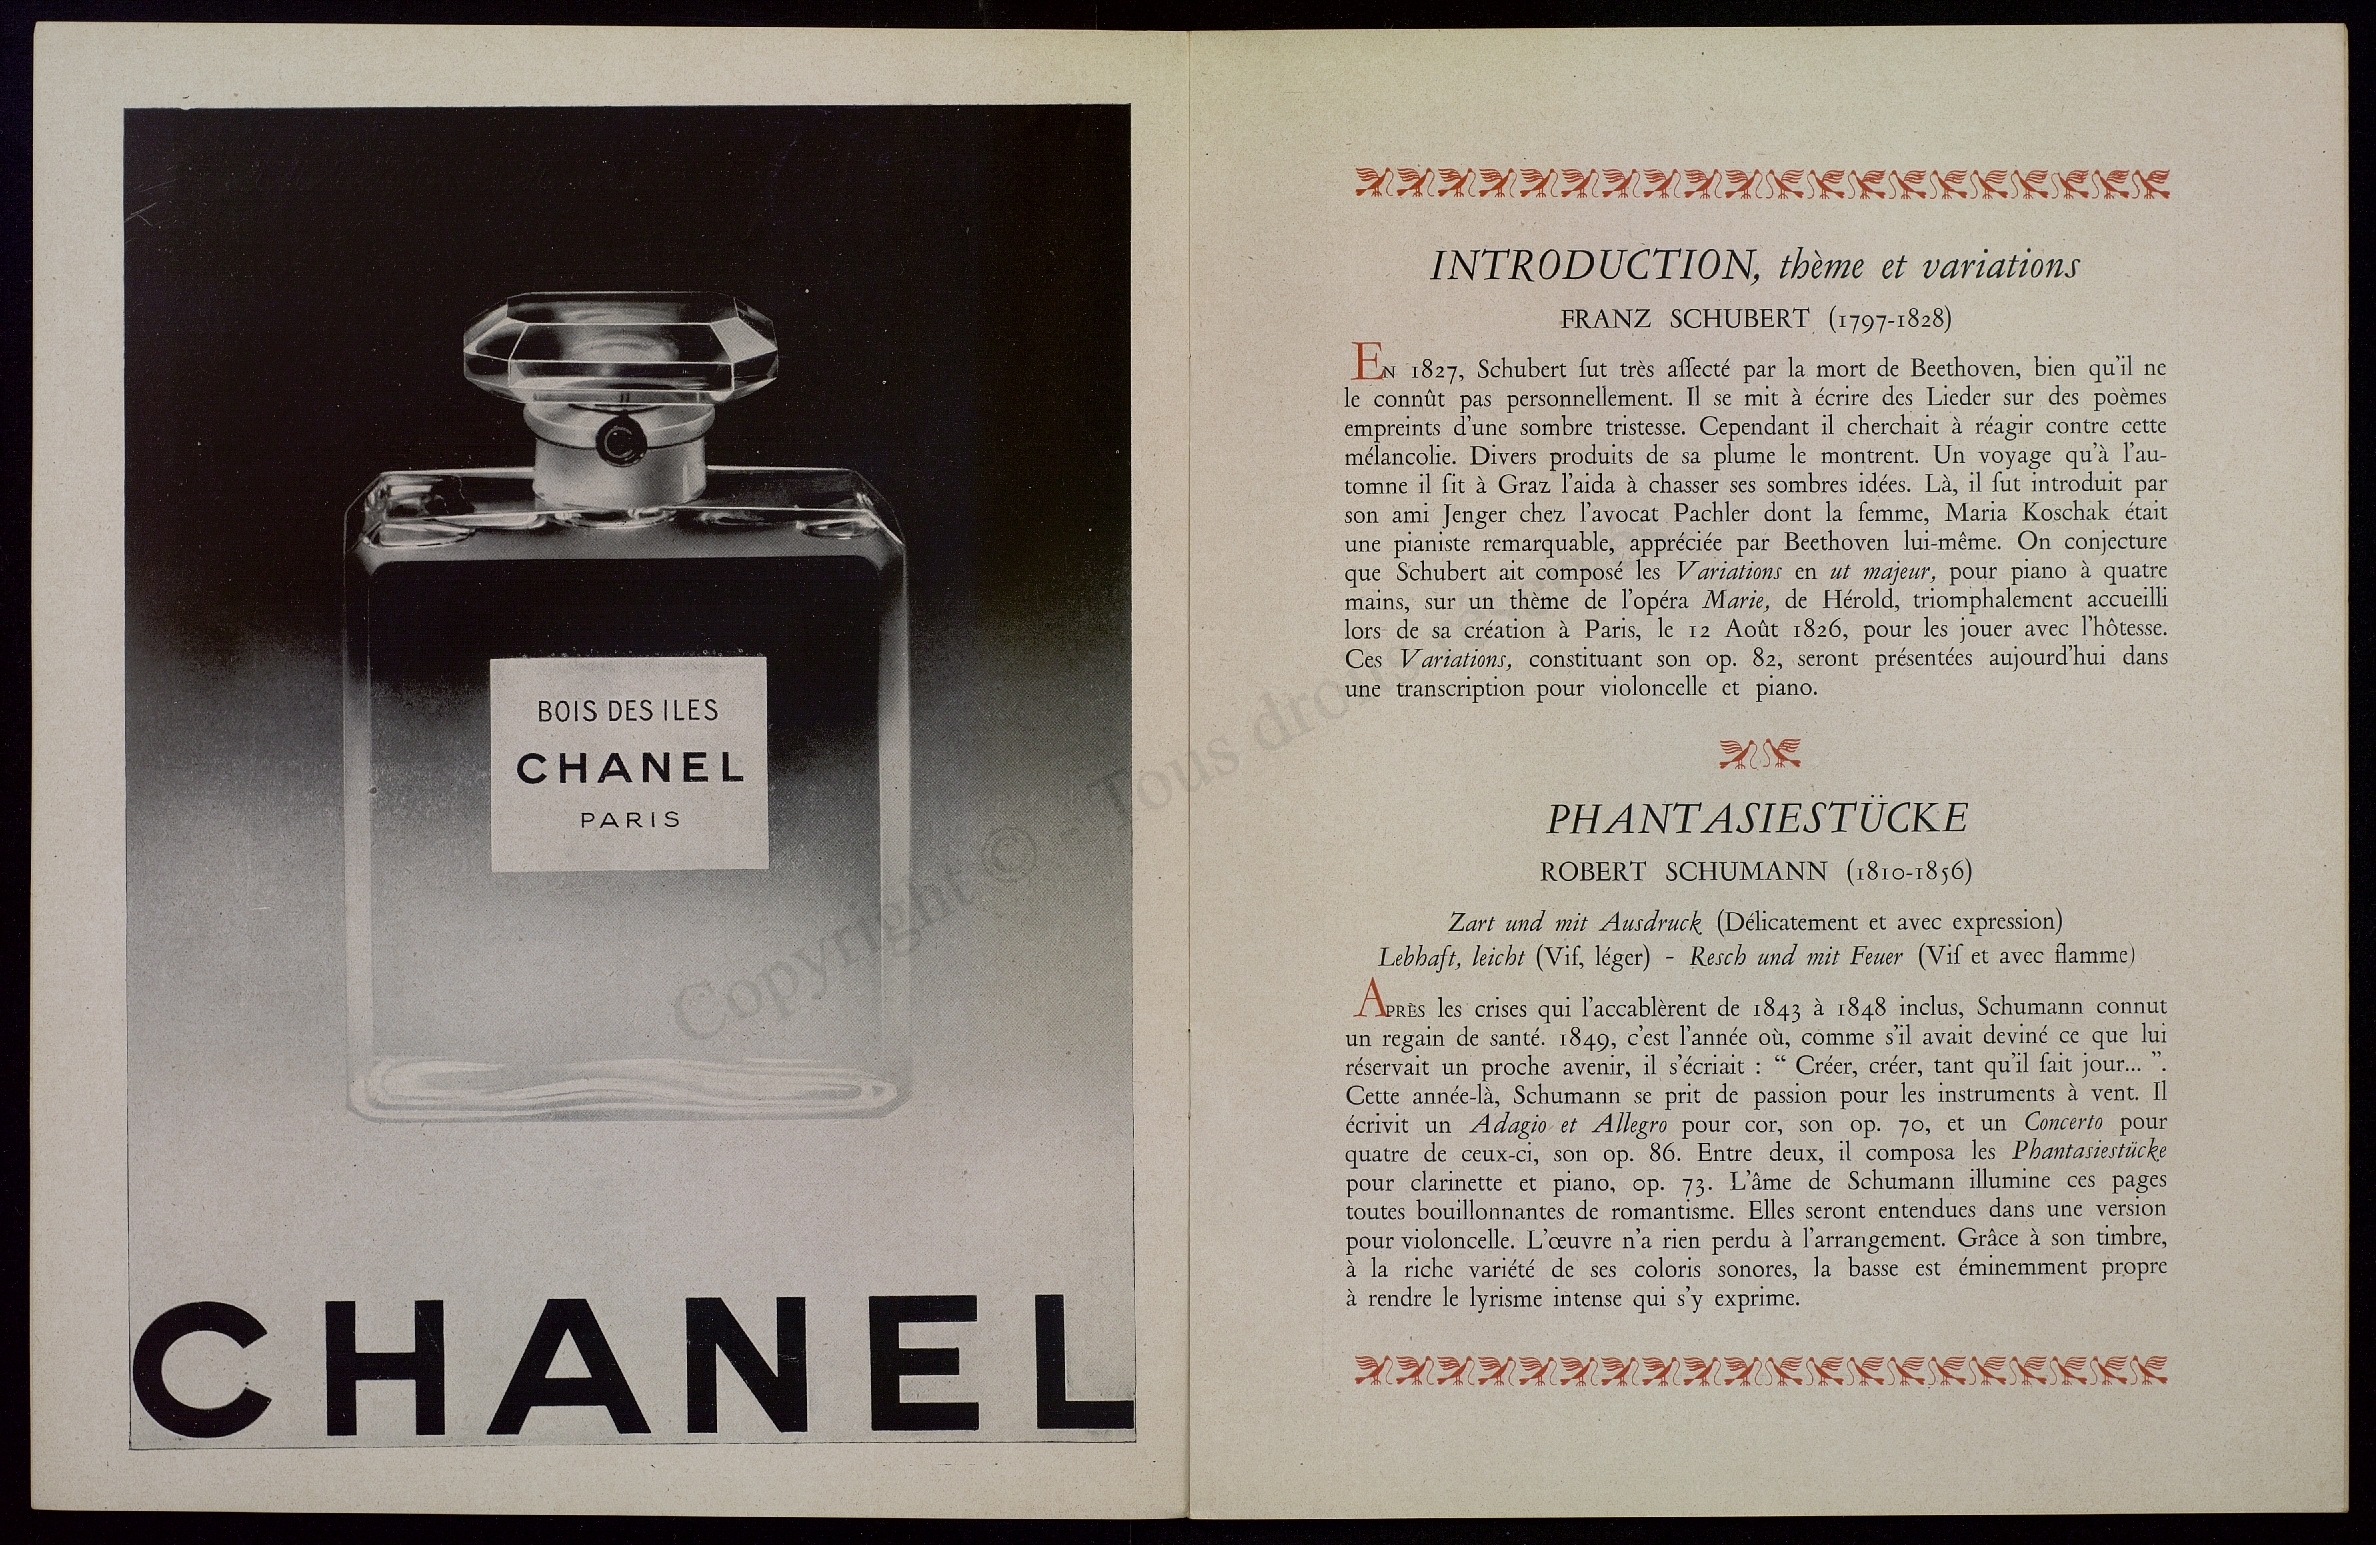 BOIS DES ILES
CHANEL
PARIS
CHANEL
Copyright © Tous droits
INTRODUCTION, thème et variations
FRANZ SCHUBERT (1797-1828)
EN 1827, Schubert fut très affecté par la mort de Beethoven, bien qu'il ne
le connût pas personnellement. Il se mit à écrire des Lieder sur des poèmes
empreints d'une sombre tristesse. Cependant il cherchait à réagir contre cette
mélancolie. Divers produits de sa plume le montrent. Un voyage qu'à l'au-
tomne il fit à Graz l'aida à chasser ses sombres idées. Là, il fut introduit par
son ami Jenger chez l'avocat Pachler dont la femme, Maria Koschak était
une pianiste remarquable, appréciée par Beethoven lui-même. On conjecture
que Schubert ait composé les Variations en ut majeur, pour piano à quatre
mains, sur un thème de l'opéra Marie, de Hérold, triomphalement accueilli
lors de sa création à Paris, le 12 Août 1826, pour les jouer avec l'hôtesse.
Ces Variations, constituant son op. 82, seront présentées aujourd'hui dans
une transcription pour violoncelle et piano.
PHANTASIESTÜCKE
ROBERT SCHUMANN (1810-1856)
Zart und mit Ausdruck (Délicatement et avec expression)
Lebhaft, leicht (Vif, léger) - Resch und mit Feuer (Vif et avec flamme)
APRÈS les crises qui l'accablèrent de 1843 à 1848 inclus, Schumann connut
un regain de santé. 1849, c'est l'année où, comme s'il avait deviné ce que lui
réservait un proche avenir, il s'écriait : “ Créer, créer, tant qu'il fait jour... ”.
Cette année-là, Schumann se prit de passion pour les instruments à vent. Il
écrivit un Adagio et Allegro pour cor, son op. 70, et un Concerto pour
quatre de ceux-ci, son op. 86. Entre deux, il composa les Phantasiestücke
pour clarinette et piano, op. 73. L'âme de Schumann illumine ces pages
toutes bouillonnantes de romantisme. Elles seront entendues dans une version
pour violoncelle. L'œuvre n'a rien perdu à l'arrangement. Grâce à son timbre,
à la riche variété de ses coloris sonores, la basse est éminemment propre
à rendre le lyrisme intense qui s'y exprime.